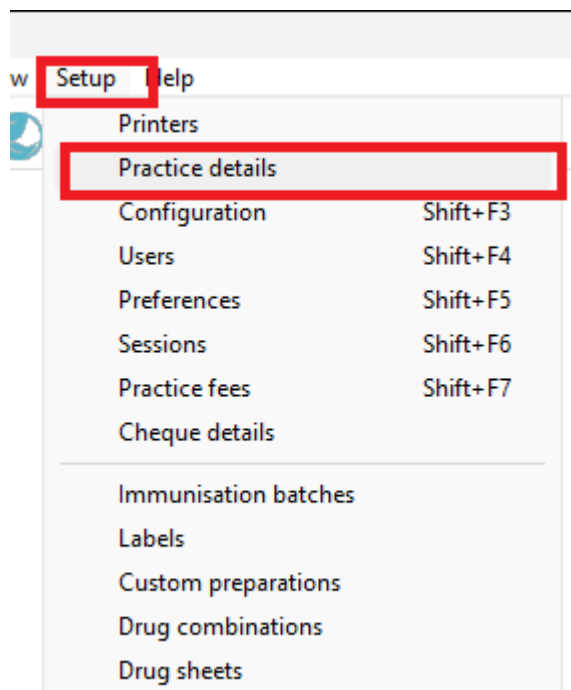 w Setup Help
Printers
Practice details
Configuration Shift+F3
Users Shift+F4
Preferences Shift+F5
Sessions Shift+F6
Practice fees Shift+F7
Cheque details
Immunisation batches
Labels
Custom preparations
Drug combinations
Drug sheets